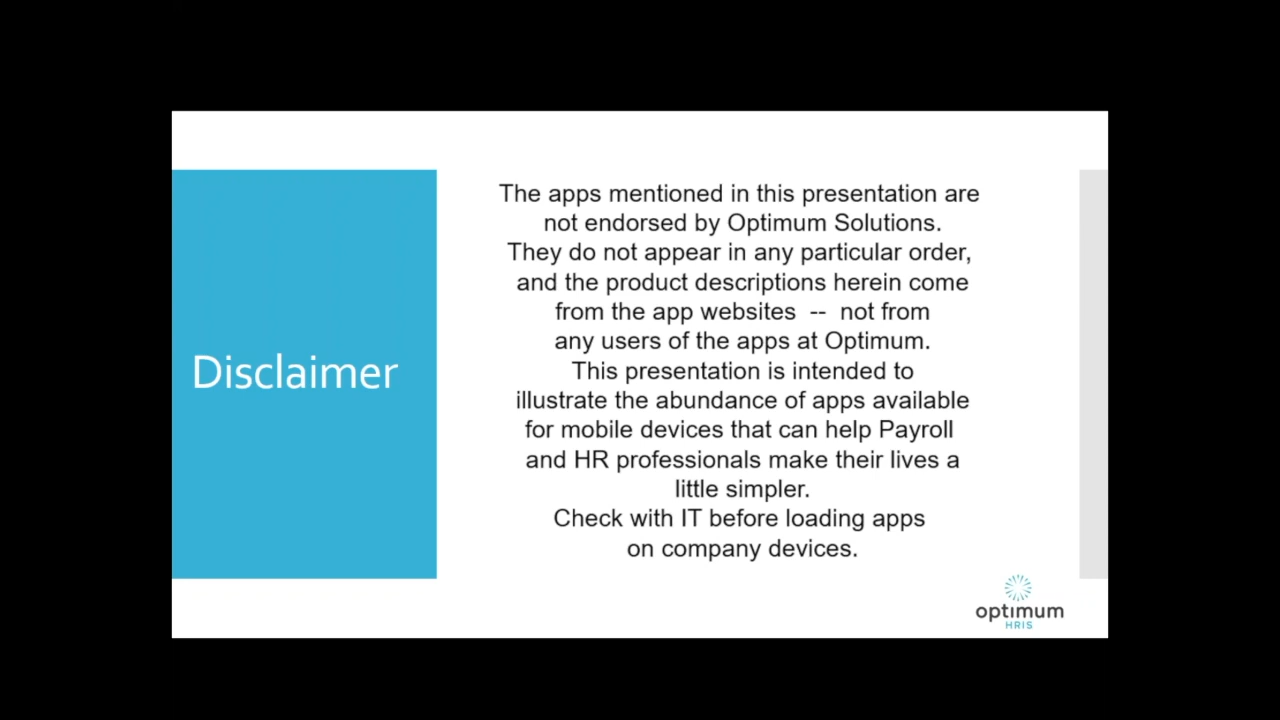 Disclaimer
The apps mentioned in this presentation are
not endorsed by Optimum Solutions.
They do not appear in any particular order,
and the product descriptions herein come
from the app websites -- not from
any users of the apps at Optimum.
This presentation is intended to
illustrate the abundance of apps available
for mobile devices that can help Payroll
and HR professionals make their lives a
little simpler.
Check with IT before loading apps
on company devices.
optimum
HRIS